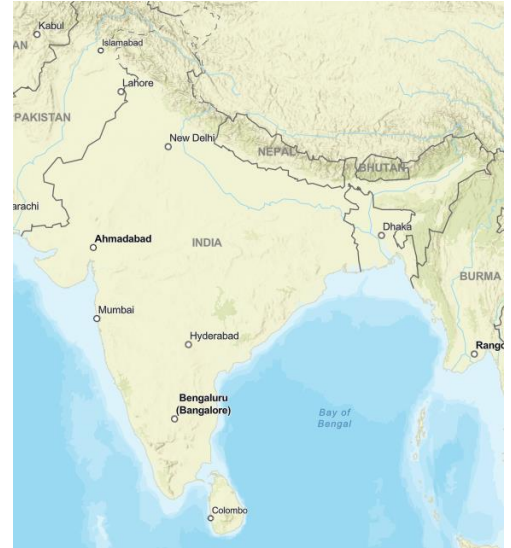 Kabul
AN
Islamabad
Lahore
PAKISTAN
New Delhi
NEPAL
BHUTAN
arachi
Dhaka
Ahmadabad
INDIA
BURMA
Mumbai
Hyderabad
Rango
Bengaluru
(Bangalore)
Bay of
Bengal
Colombo